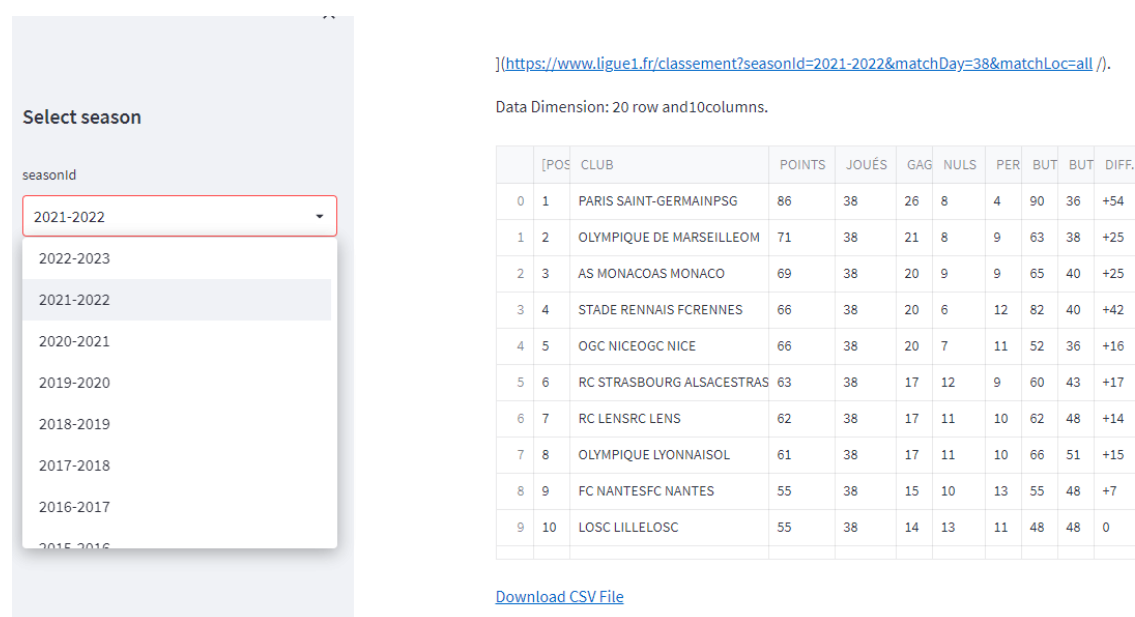 Select season
seasonId
2021-2022
2022-2023
2021-2022
2020-2021
2019-2020
2018-2019
2017-2018
2016-2017
2015-2016
](https://www.ligue1.fr/classement?seasonId=2021-2022&matchDay=38&matchLoc=all /).
Data Dimension: 20 row and10columns.
[POS CLUB POINTS JOUÉS GAG NULS PER BUT BUT DIFF.
0 1 PARIS SAINT-GERMAINPSG 86 38 26 8 4 90 36 +54
1 2 OLYMPIQUE DE MARSEILLEOM 71 38 21 8 9 63 38 +25
2 3 AS MONACOAS MONACO 69 38 20 9 9 65 40 +25
3 4 STADE RENNAIS FCRENNES 66 38 20 6 12 82 40 +42
4 5 OGC NICEOGC NICE 66 38 20 7 11 52 36 +16
5 6 RC STRASBOURG ALSACESTRAS 63 38 17 12 9 60 43 +17
6 7 RC LENSRC LENS 62 38 17 11 10 62 48 +14
7 8 OLYMPIQUE LYONNAISOL 61 38 17 11 10 66 51 +15
8 9 FC NANTESFC NANTES 55 38 15 10 13 55 48 +7
9 10 LOSC LILLELOSC 55 38 14 13 11 48 48 0
Download CSV File